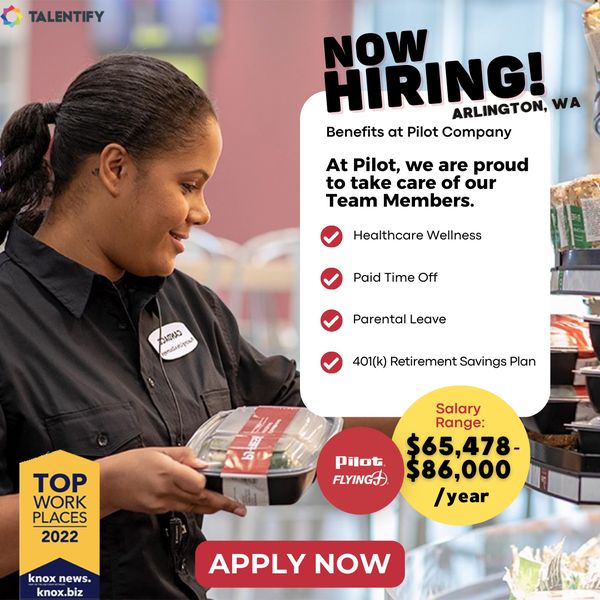 TALENTIFY
NOW
HIRING!
ARLINGTON, WA
Benefits at Pilot Company
At Pilot, we are proud
to take care of our
Team Members.
Healthcare Wellness
Paid Time Off
Parental Leave
401(k) Retirement Savings Plan
Salary
Range:
$65,478-
$86,000
/year
Pilot
FLYING J
TOP
WORK
PLACES
2022
knox news.
knox.biz
APPLY NOW